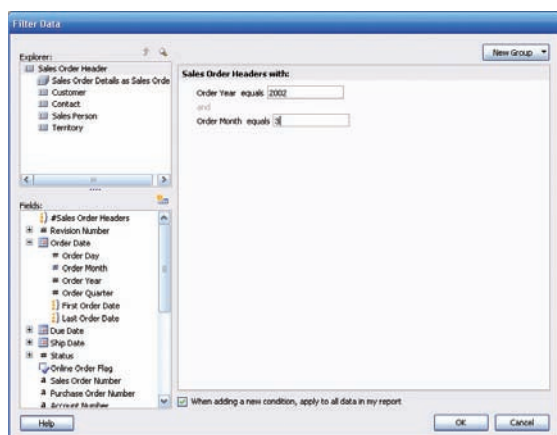 Filter Data
Explorer:
New Group
Sales Order Header
Sales Order Details as Sales Orde
Customer
Contact
Sales Person
Territory
Sales Order Headers with:
Order Year equals 2002
and
Order Month equals 3
Fields:
#Sales Order Headers
# Revision Number
Order Date
# Order Day
# Order Month
# Order Year
# Order Quarter
First Order Date
Last Order Date
Due Date
Ship Date
# Status
Online Order Flag
a Sales Order Number
a Purchase Order Number
a Account Number
When adding a new condition, apply to all data in my report
Help
OK
Cancel